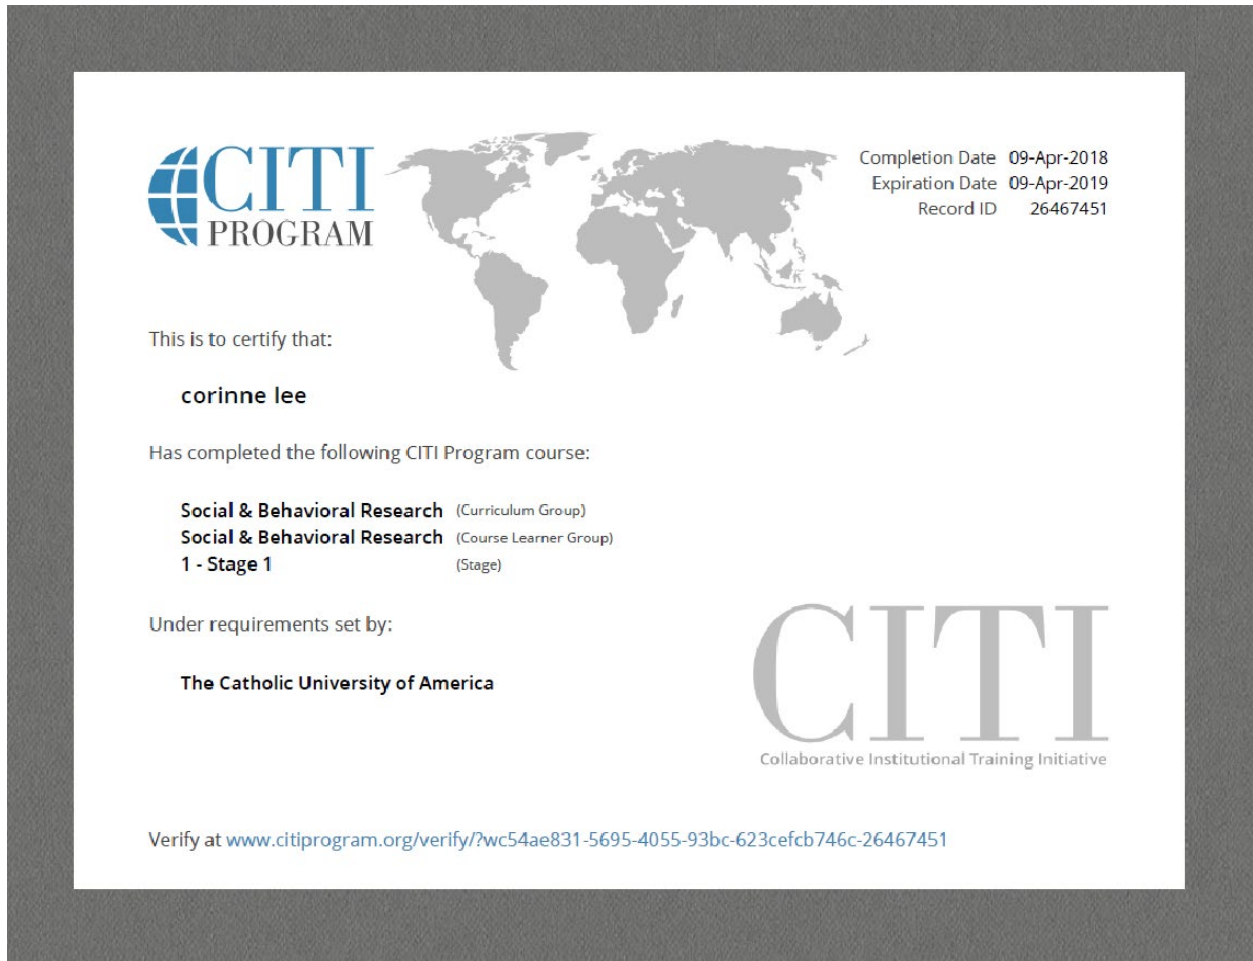 CITI
PROGRAM
Completion Date 09-Apr-2018
Expiration Date 09-Apr-2019
Record ID 26467451
This is to certify that:
corinne lee
Has completed the following CITI Program course:
Social & Behavioral Research (Curriculum Group)
Social & Behavioral Research (Course Learner Group)
1 - Stage 1 (Stage)
Under requirements set by:
The Catholic University of America
CITI
Collaborative Institutional Training Initiative
Verify at www.citiprogram.org/verify/?wc54ae831-5695-4055-93bc-623cefcb746c-26467451